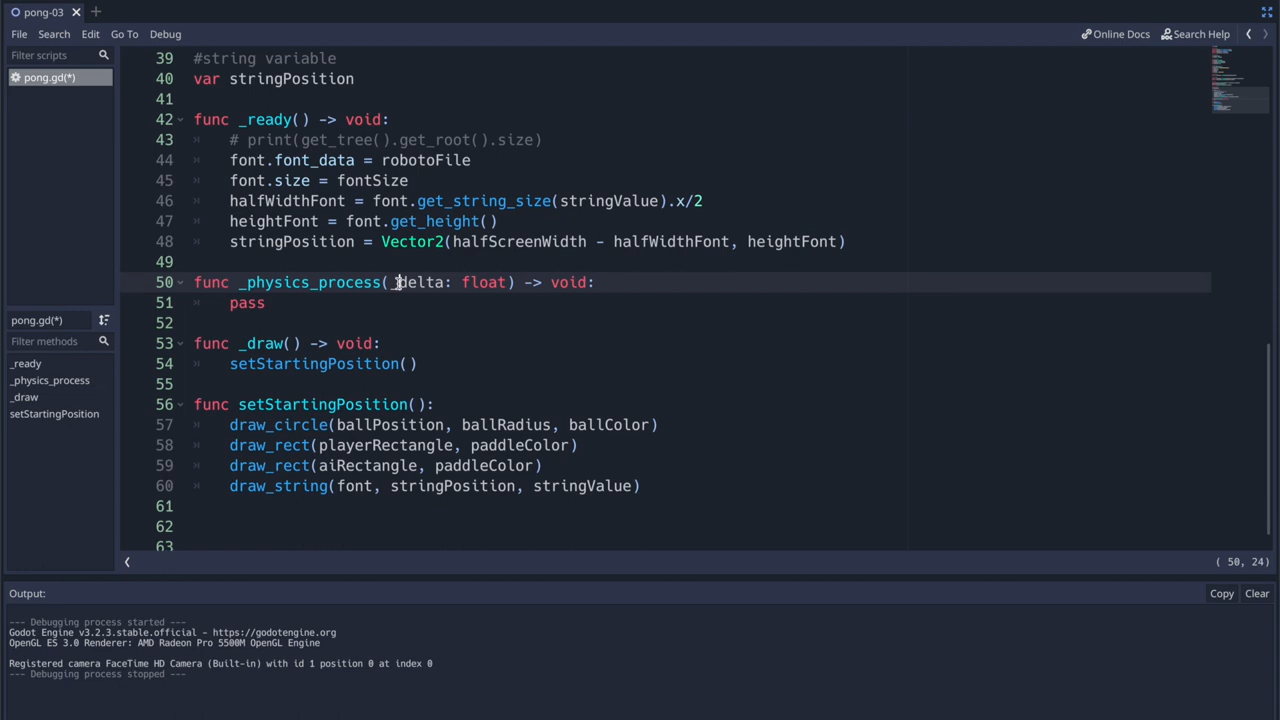 pong-03
File Search Edit Go To Debug
Online Docs Search Help
Filter scripts
pong.gd(*)
pong.gd(*)
Filter methods
_ready
_physics_process
_draw
setStartingPosition
39 #string variable
40 var stringPosition
41
42 func _ready() -> void:
43 # print(get_tree().get_root().size)
44 font.font_data = robotoFile
45 font.size = fontSize
46 halfWidthFont = font.get_string_size(stringValue).x/2
47 heightFont = font.get_height()
48 stringPosition = Vector2(halfScreenWidth - halfWidthFont, heightFont)
49
50 func _physics_process(_delta: float) -> void:
51 pass
52
53 func _draw() -> void:
54 setStartingPosition()
55
56 func setStartingPosition():
57 draw_circle(ballPosition, ballRadius, ballColor)
58 draw_rect(playerRectangle, paddleColor)
59 draw_rect(aiRectangle, paddleColor)
60 draw_string(font, stringPosition, stringValue)
61
62
63
( 50, 24)
Output: Copy Clear
--- Debugging process started ---
Godot Engine v3.2.3.stable.official - https://godotengine.org
OpenGL ES 3.0 Renderer: AMD Radeon Pro 5500M OpenGL Engine
Registered camera FaceTime HD Camera (Built-in) with id 1 position 0 at index 0
--- Debugging process stopped ---